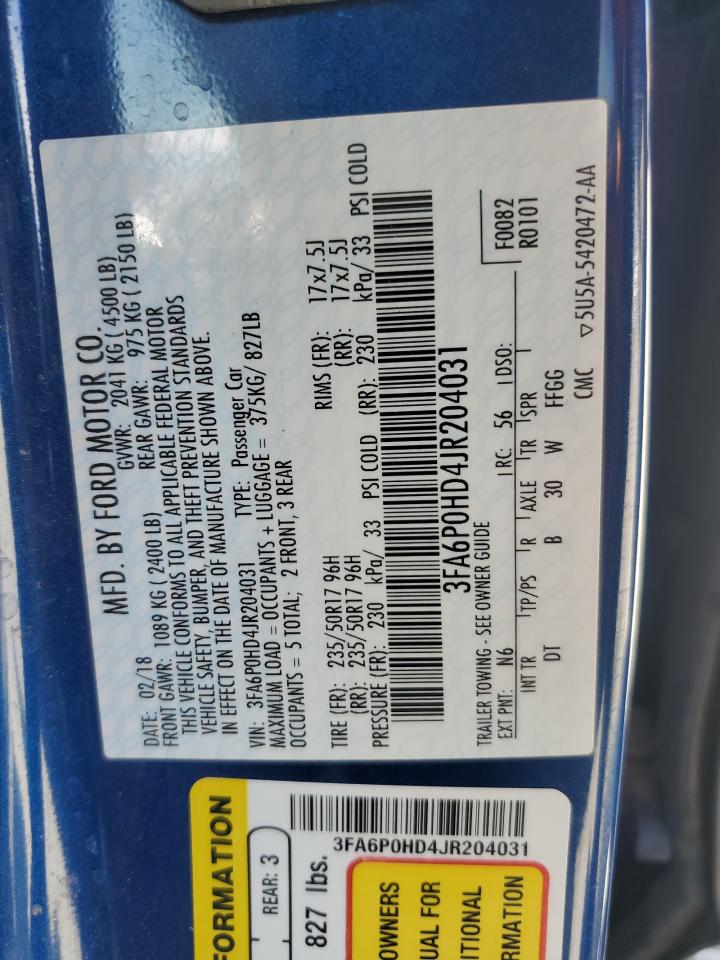 MFD. BY FORD MOTOR CO.
DATE: 02/18 GVWR: 2041 KG ( 4500 LB)
FRONT GAWR: 1089 KG ( 2400 LB) REAR GAWR: 975 KG ( 2150 LB)
THIS VEHICLE CONFORMS TO ALL APPLICABLE FEDERAL MOTOR
VEHICLE SAFETY, BUMPER, AND THEFT PREVENTION STANDARDS
IN EFFECT ON THE DATE OF MANUFACTURE SHOWN ABOVE.
VIN: 3FA6P0HD4JR204031 TYPE: Passenger Car
MAXIMUM LOAD = OCCUPANTS + LUGGAGE = 375KG/ 827LB
OCCUPANTS = 5 TOTAL; 2 FRONT, 3 REAR
TIRE (FR): 235/50R17 96H RIMS (FR): 17x7.5J
(RR): 235/50R17 96H (RR): 17x7.5J
PRESSURE (FR): 230 kPa/ 33 PSI COLD (RR): 230 kPa/ 33 PSI COLD
3FA6P0HD4JR204031
TRAILER TOWING - SEE OWNER GUIDE F0082
EXT PNT: N6 RC: 56 DSO: R0101
INT TR TP/PS R AXLE TR SPR
DT B 30 W FFGG
CMC ▽5U5A-5420472-AA
FORMATION
REAR: 3
827 lbs.
3FA6P0HD4JR204031
OWNERS
UAL FOR
ITIONAL
RMATION